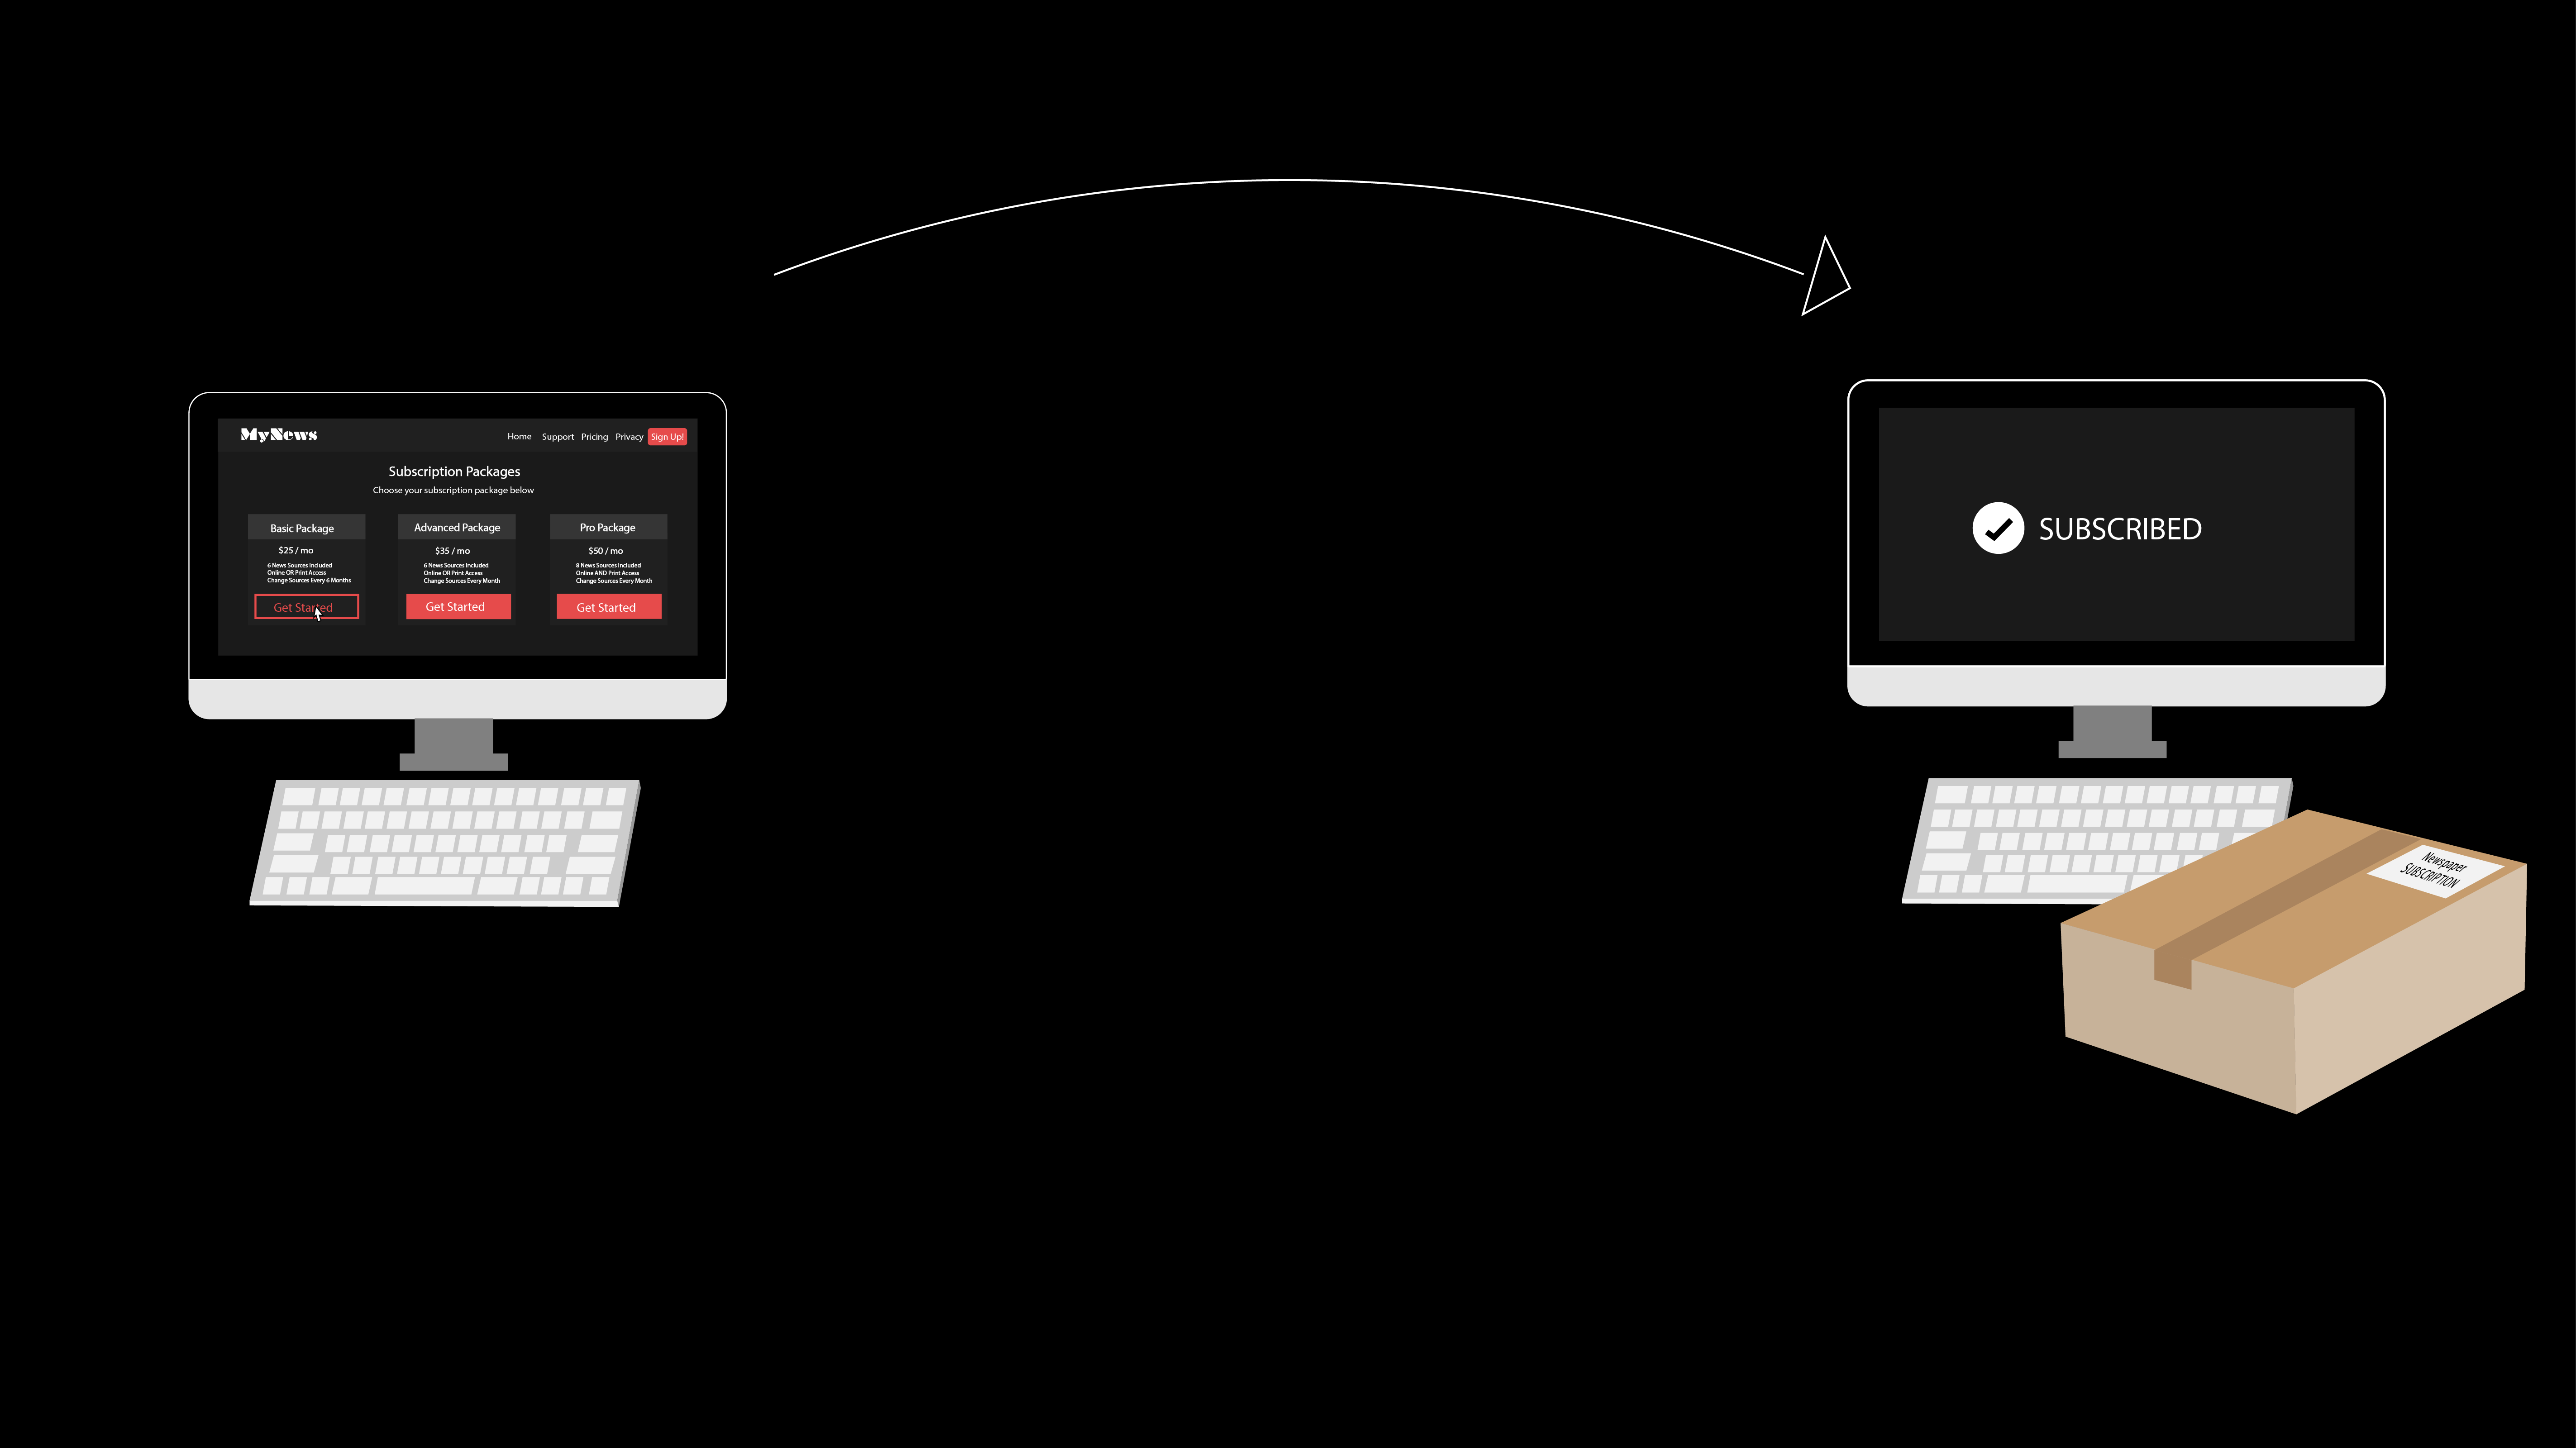 MyNews
Home Support Pricing Privacy Sign Up!
Subscription Packages
Choose your subscription package below
Basic Package
$25 / mo
6 News Sources Included
Online OR Print Access
Change Sources Every 6 Months
Get Started
Advanced Package
$35 / mo
6 News Sources Included
Online OR Print Access
Change Sources Every Month
Get Started
Pro Package
$50 / mo
8 News Sources Included
Online AND Print Access
Change Sources Every Month
Get Started
SUBSCRIBED
Newspaper
SUBSCRIPTION